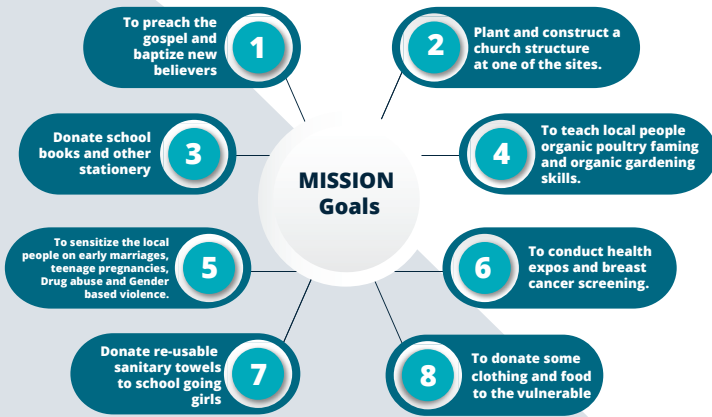 To preach the
gospel and
baptize new
believers
1
2
Plant and construct a
church structure
at one of the sites.
Donate school
books and other
stationery
3
4
To teach local people
organic poultry faming
and organic gardening
skills.
MISSION
Goals
To sensitize the local
people on early marriages,
teenage pregnancies,
Drug abuse and Gender
based violence.
5
6
To conduct health
expos and breast
cancer screening.
Donate re-usable
sanitary towels
to school going
girls
7
8
To donate some
clothing and food
to the vulnerable